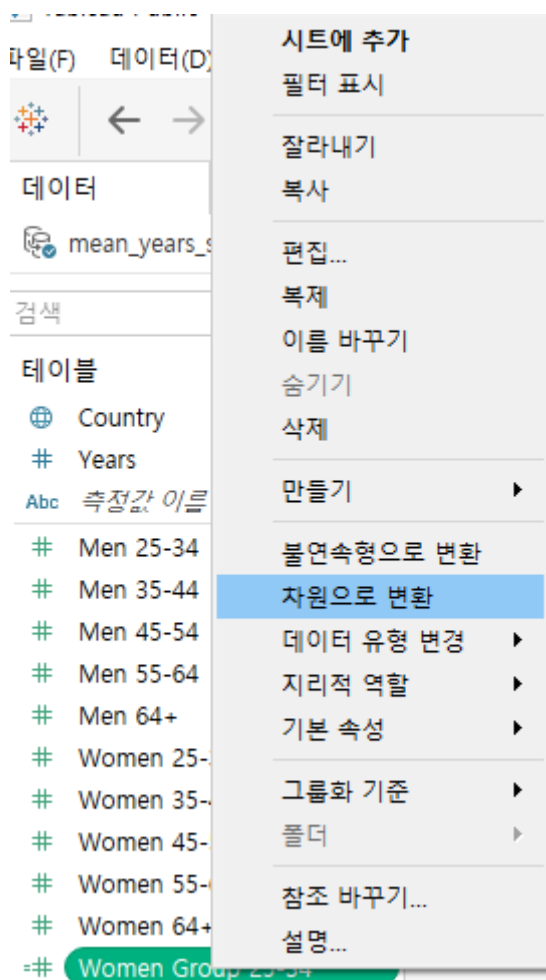 파일(F) 데이터(D)
데이터
mean_years_s
검색
테이블
Country
Years
Abc 측정값 이름
# Men 25-34
# Men 35-44
# Men 45-54
# Men 55-64
# Men 64+
# Women 25-
# Women 35-
# Women 45-
# Women 55-
# Women 64+
=# Women Group 25-34
시트에 추가
필터 표시
잘라내기
복사
편집...
복제
이름 바꾸기
숨기기
삭제
만들기
불연속형으로 변환
차원으로 변환
데이터 유형 변경
지리적 역할
기본 속성
그룹화 기준
폴더
참조 바꾸기...
설명...